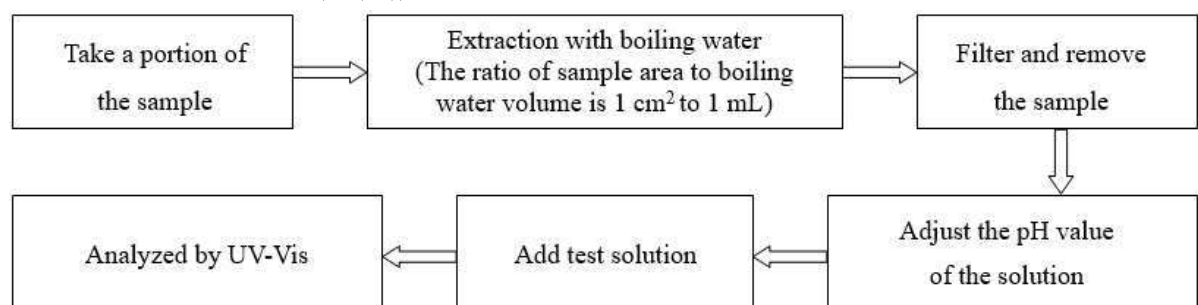 Take a portion of
the sample
Extraction with boiling water
(The ratio of sample area to boiling
water volume is 1 cm² to 1 mL)
Filter and remove
the sample
Adjust the pH value
of the solution
Add test solution
Analyzed by UV-Vis